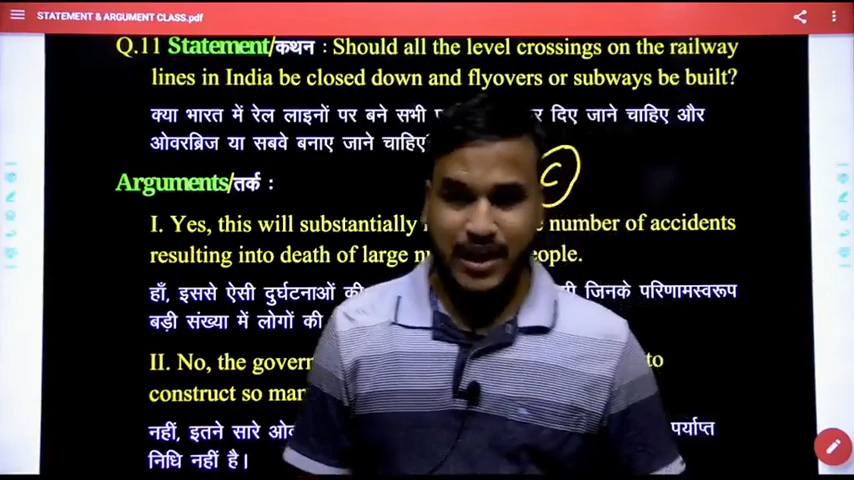 STATEMENT & ARGUMENT CLASS.pdf
Q.11 Statement/कथन : Should all the level crossings on the railway
lines in India be closed down and flyovers or subways be built?
क्या भारत में रेल लाइनों पर बने सभी दिए जाने चाहिए और
ओवरब्रिज या सबवे बनाए जाने चाहिए
C
Arguments/तर्क :
I. Yes, this will substantially number of accidents
resulting into death of large
हाँ, इससे ऐसी दुर्घटनाओं की जिनके परिणामस्वरूप
बड़ी संख्या में लोगों की
II. No, the to
construct so
नहीं, इतने सारे पर्याप्त
निधि नहीं है।